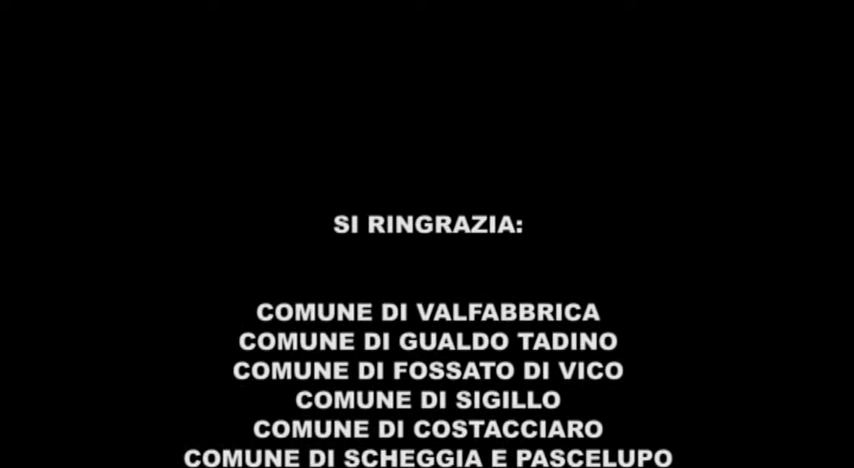 SI RINGRAZIA:
COMUNE DI VALFABBRICA
COMUNE DI GUALDO TADINO
COMUNE DI FOSSATO DI VICO
COMUNE DI SIGILLO
COMUNE DI COSTACCIARO
COMUNE DI SCHEGGIA E PASCELUPO